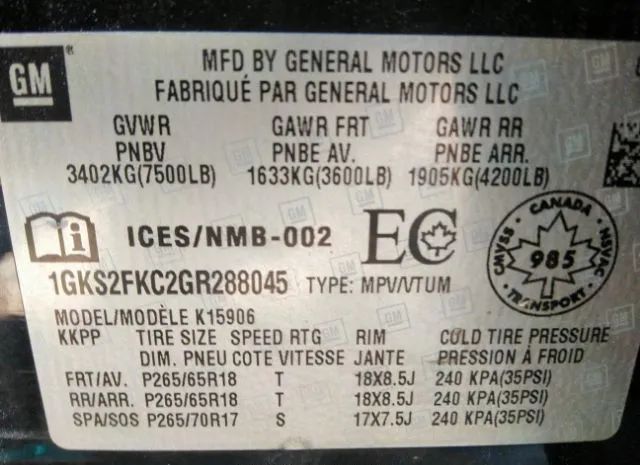 GM
MFD BY GENERAL MOTORS LLC
FABRIQUÉ PAR GENERAL MOTORS LLC
GVWR GAWR FRT GAWR RR
PNBV PNBE AV. PNBE ARR.
3402KG(7500LB) 1633KG(3600LB) 1905KG(4200LB)
ICES/NMB-002 EC
CANADA CMVSS NSVAC 985 TRANSPORT
1GKS2FKC2GR288045 TYPE: MPV/VTUM
MODEL/MODÈLE K15906
KKPP TIRE SIZE SPEED RTG RIM COLD TIRE PRESSURE
DIM. PNEU COTE VITESSE JANTE PRESSION À FROID
FRT/AV. P265/65R18 T 18X8.5J 240 KPA(35PSI)
RR/ARR. P265/65R18 T 18X8.5J 240 KPA(35PSI)
SPA/SOS P265/70R17 S 17X7.5J 240 KPA(35PSI)